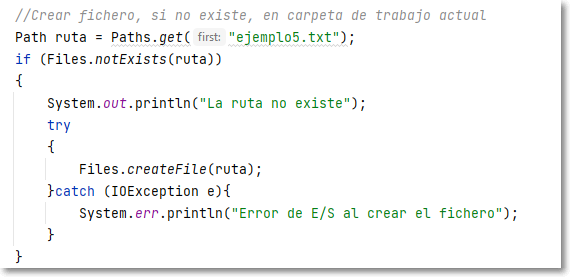 //Crear fichero, si no existe, en carpeta de trabajo actual
Path ruta = Paths.get( first: "ejemplo5.txt");
if (Files.notExists(ruta))
{
System.out.println("La ruta no existe");
try
{
Files.createFile(ruta);
}catch (IOException e){
System.err.println("Error de E/S al crear el fichero");
}
}